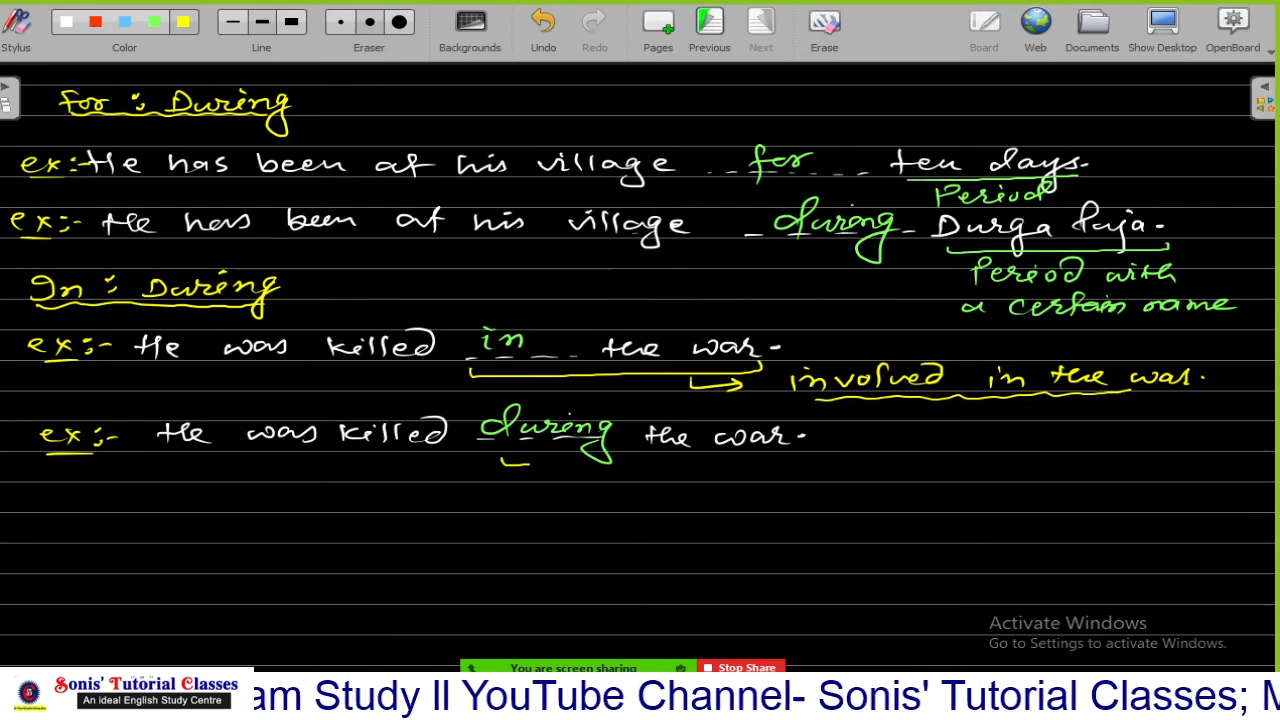 Stylus
Color
Line
Eraser
Backgrounds
Undo
Redo
Pages
Previous
Next
Erase
Board
Web
Documents
Show Desktop
OpenBoard
For : During
ex:- He has been at his village for ten days.
Period
ex:- He has been at his village during Durga Puja.
Period with
a certain name
In : During
ex:- He was killed in the war.
involved in the war.
ex:- He was killed during the war.
Activate Windows
Go to Settings to activate Windows.
You are screen sharing
Stop Share
Sonis' Tutorial Classes
An ideal English Study Centre
am Study II YouTube Channel- Sonis' Tutorial Classes; M